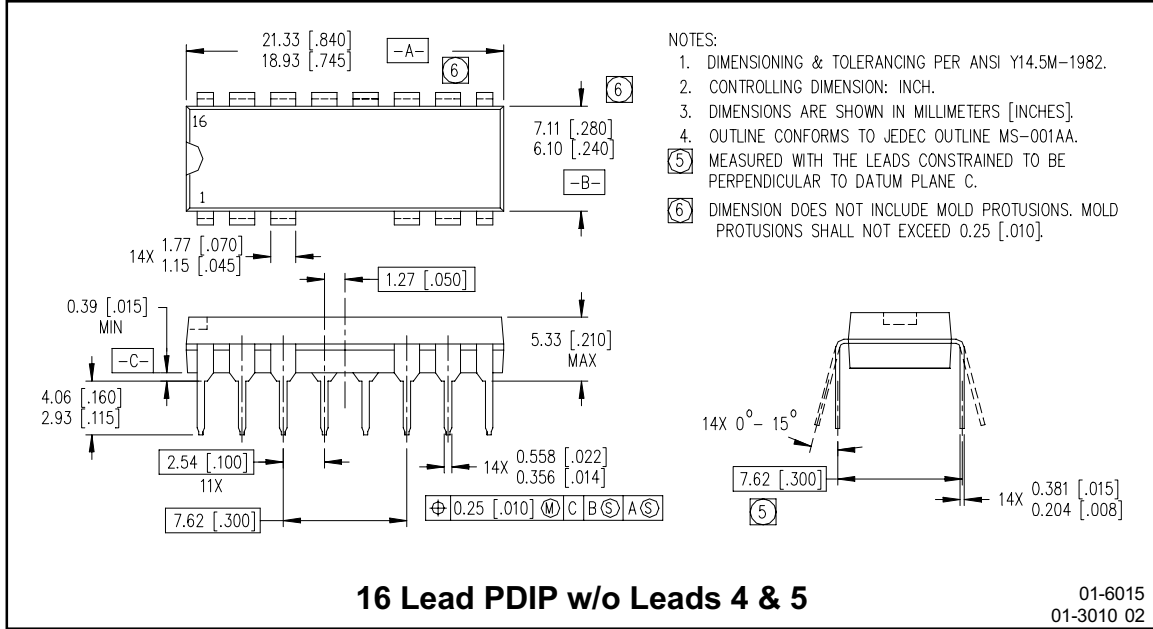 21.33 [.840]
18.93 [.745]
-A-
6
6
16
1
7.11 [.280]
6.10 [.240]
-B-
14X 1.77 [.070]
1.15 [.045]
1.27 [.050]
NOTES:
1. DIMENSIONING & TOLERANCING PER ANSI Y14.5M-1982.
2. CONTROLLING DIMENSION: INCH.
3. DIMENSIONS ARE SHOWN IN MILLIMETERS [INCHES].
4. OUTLINE CONFORMS TO JEDEC OUTLINE MS-001AA.
5 MEASURED WITH THE LEADS CONSTRAINED TO BE
PERPENDICULAR TO DATUM PLANE C.
6 DIMENSION DOES NOT INCLUDE MOLD PROTUSIONS. MOLD
PROTUSIONS SHALL NOT EXCEED 0.25 [.010].
0.39 [.015]
MIN
-C-
4.06 [.160]
2.93 [.115]
5.33 [.210]
MAX
2.54 [.100]
11X
7.62 [.300]
14X 0.558 [.022]
0.356 [.014]
⌖ 0.25 [.010] Ⓜ C B Ⓢ A Ⓢ
14X 0° - 15°
7.62 [.300]
5
14X 0.381 [.015]
0.204 [.008]
16 Lead PDIP w/o Leads 4 & 5
01-6015
01-3010 02